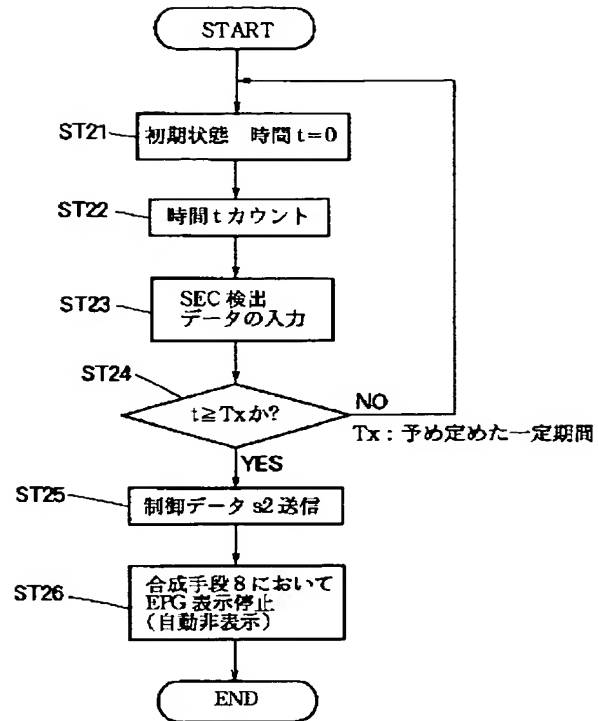 START
ST21
初期状態 時間 t=0
ST22
時間 t カウント
ST23
SEC 検出
データの入力
ST24
t≧Tx か?
NO
Tx : 予め定めた一定期間
YES
ST25
制御データ s2 送信
ST26
合成手段 8 において
EPG 表示停止
(自動非表示)
END